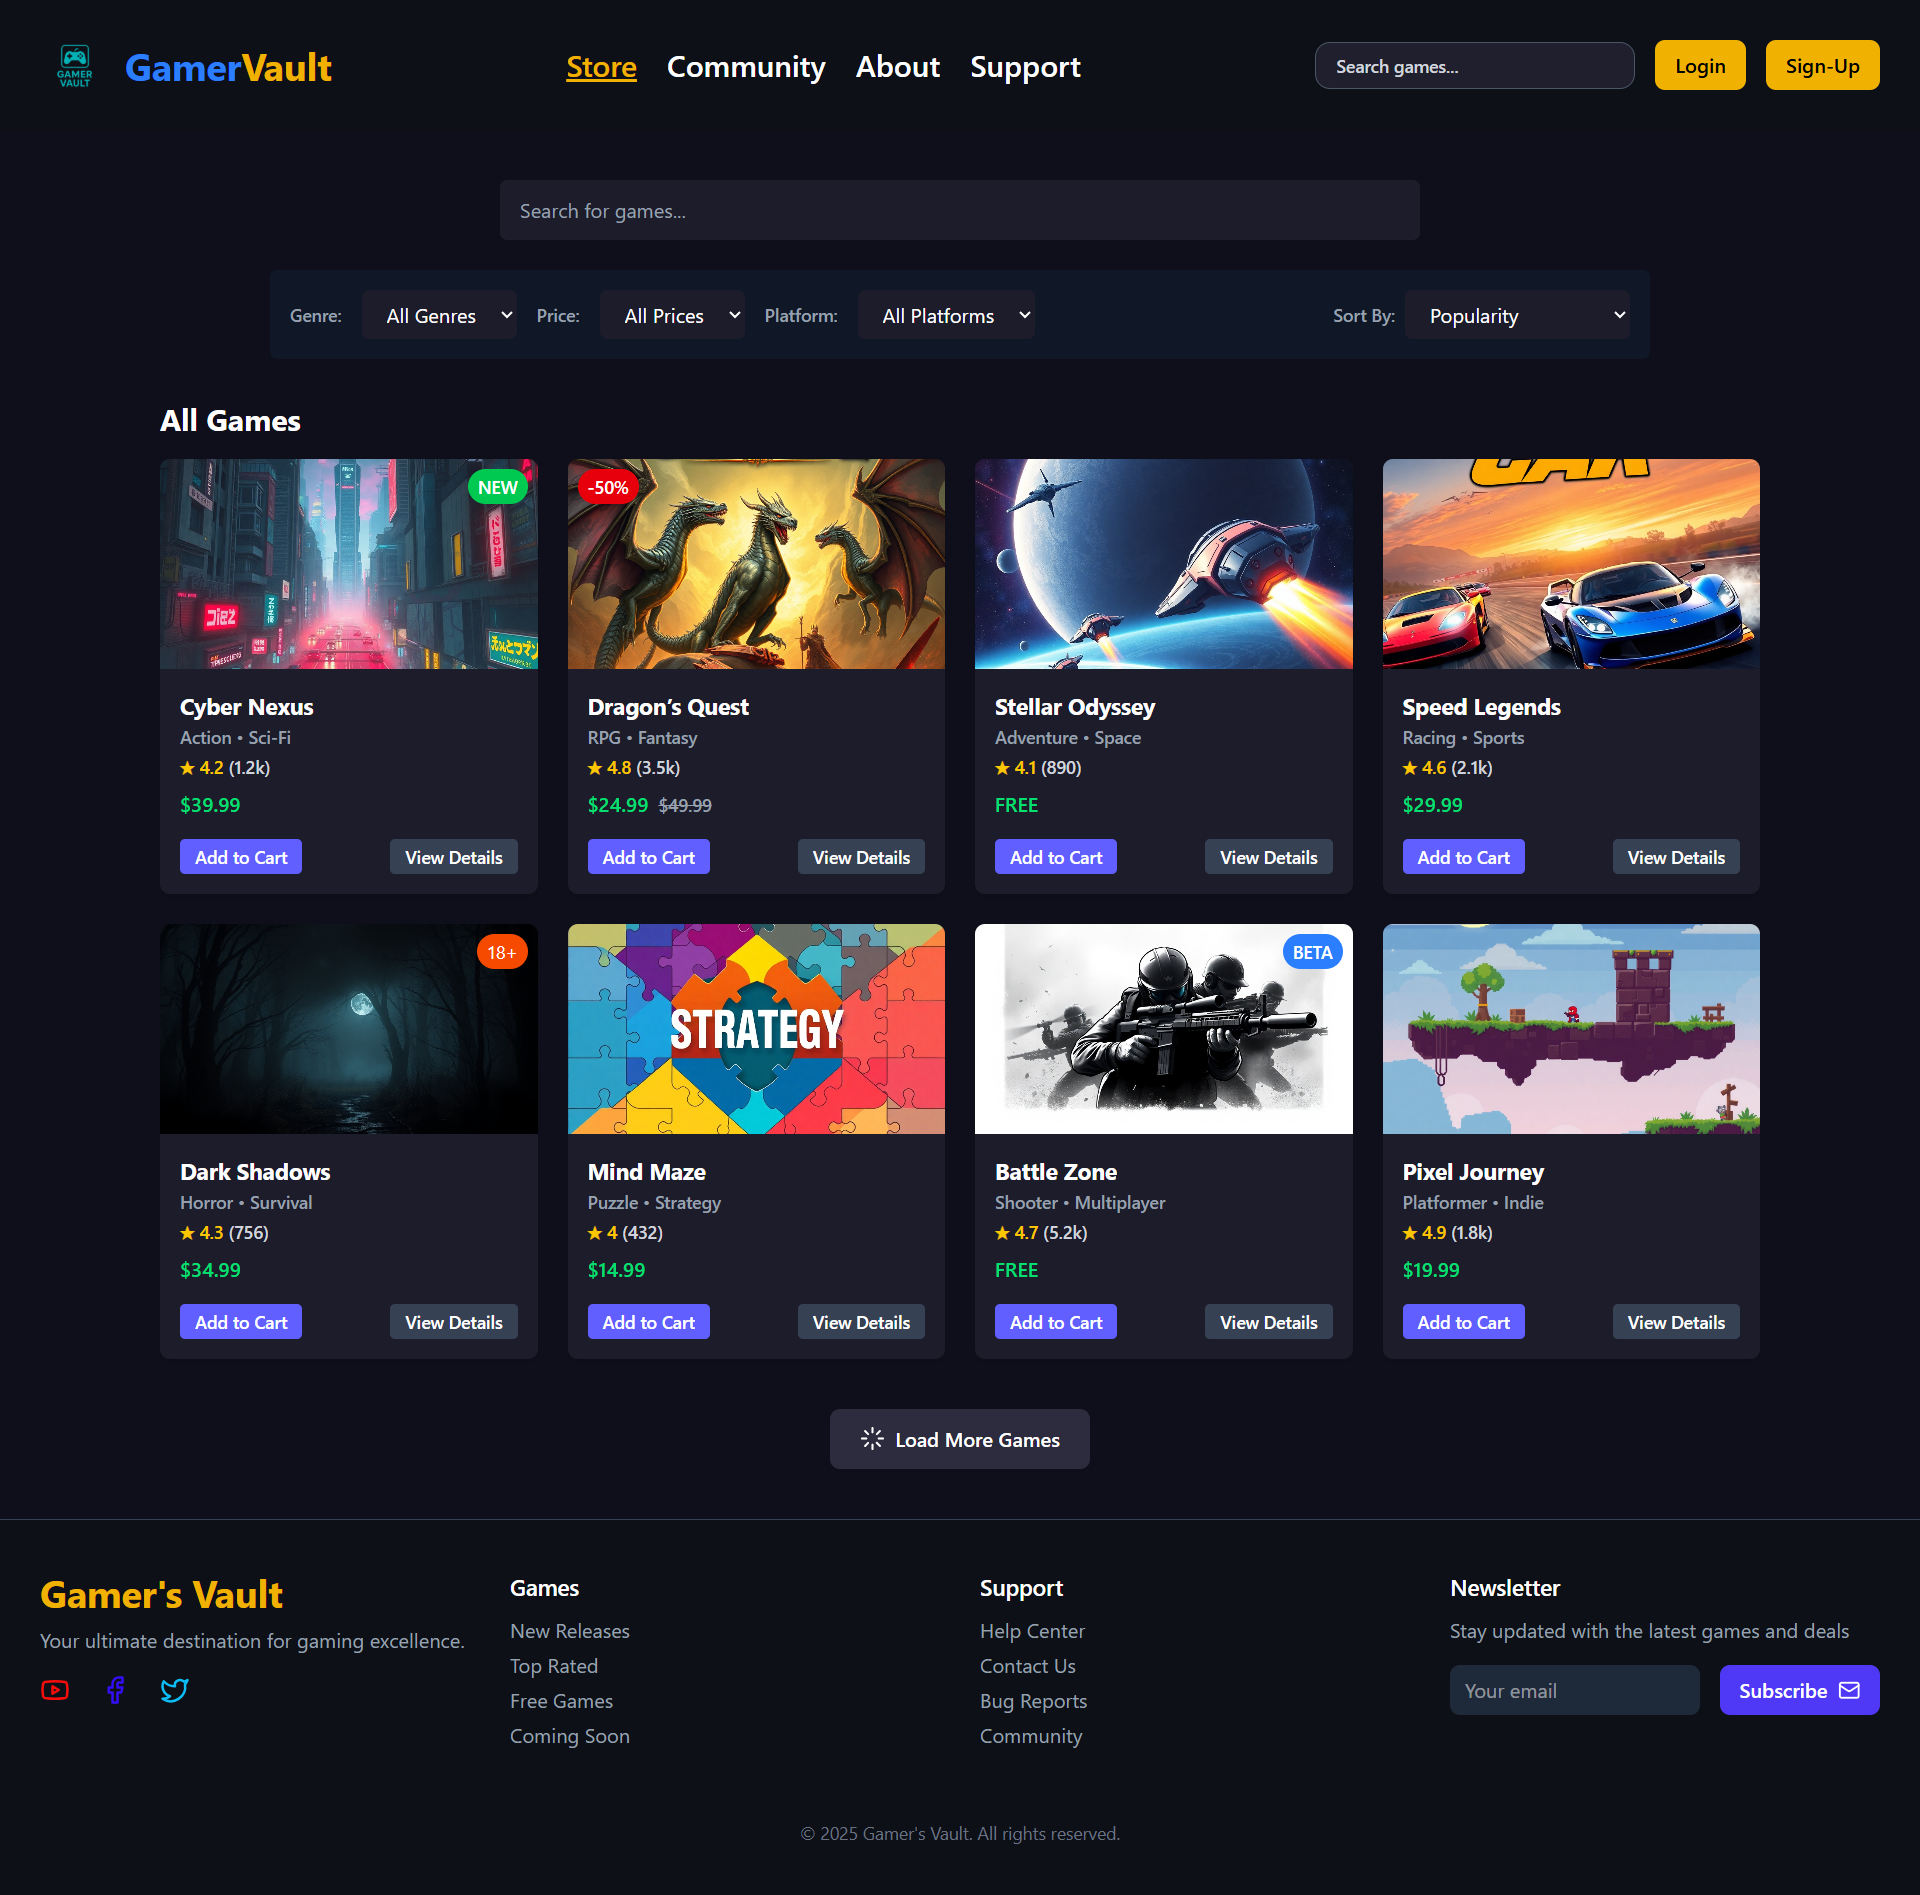 GAMER
VAULT
GamerVault
Store Community About Support
Search games...
Login
Sign-Up
Search for games...
Genre: All Genres Price: All Prices Platform: All Platforms Sort By: Popularity
All Games
NEW
Cyber Nexus
Action • Sci-Fi
★ 4.2 (1.2k)
$39.99
Add to Cart View Details
-50%
Dragon’s Quest
RPG • Fantasy
★ 4.8 (3.5k)
$24.99 $49.99
Add to Cart View Details
Stellar Odyssey
Adventure • Space
★ 4.1 (890)
FREE
Add to Cart View Details
Speed Legends
Racing • Sports
★ 4.6 (2.1k)
$29.99
Add to Cart View Details
18+
Dark Shadows
Horror • Survival
★ 4.3 (756)
$34.99
Add to Cart View Details
STRATEGY
Mind Maze
Puzzle • Strategy
★ 4 (432)
$14.99
Add to Cart View Details
BETA
Battle Zone
Shooter • Multiplayer
★ 4.7 (5.2k)
FREE
Add to Cart View Details
Pixel Journey
Platformer • Indie
★ 4.9 (1.8k)
$19.99
Add to Cart View Details
Load More Games
Gamer's Vault
Your ultimate destination for gaming excellence.
Games
New Releases
Top Rated
Free Games
Coming Soon
Support
Help Center
Contact Us
Bug Reports
Community
Newsletter
Stay updated with the latest games and deals
Your email
Subscribe
© 2025 Gamer's Vault. All rights reserved.